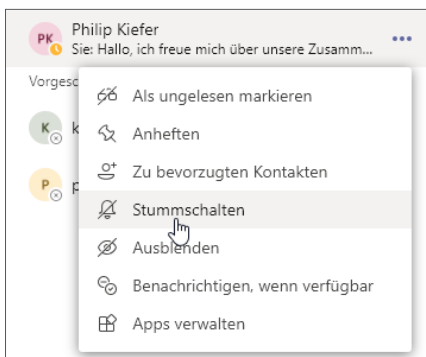 PK
Philip Kiefer
Sie: Hallo, ich freue mich über unsere Zusamm...
Vorgesc
Als ungelesen markieren
K k
Anheften
Zu bevorzugten Kontakten
P p
Stummschalten
Ausblenden
Benachrichtigen, wenn verfügbar
Apps verwalten